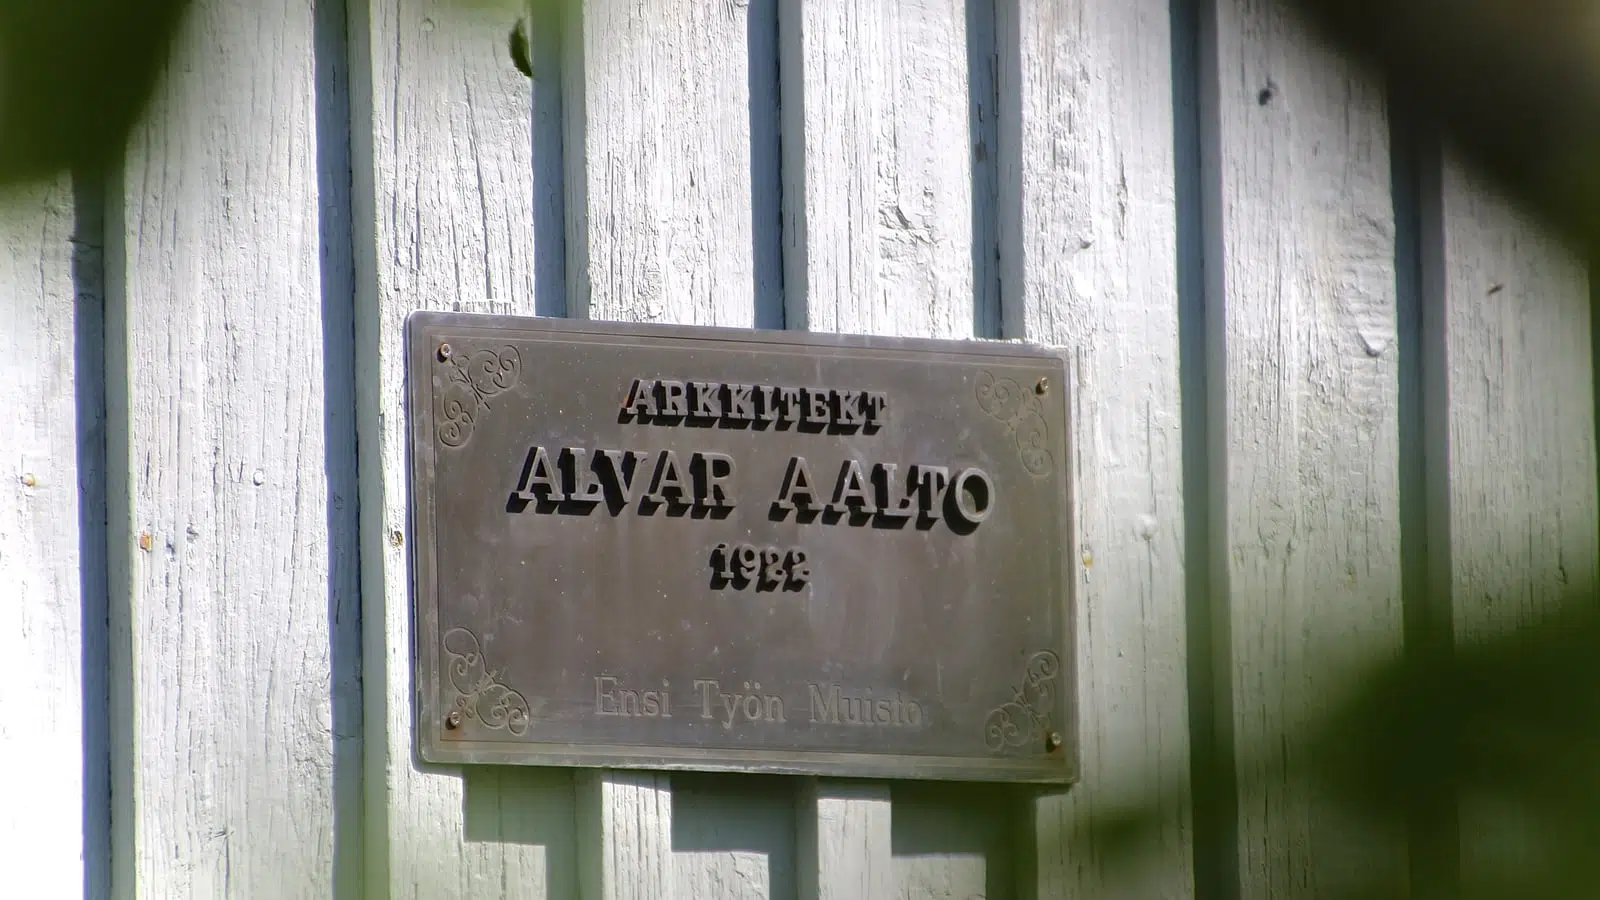 ARKKITEKT
ALVAR AALTO
1922
Ensi Työn Muisto